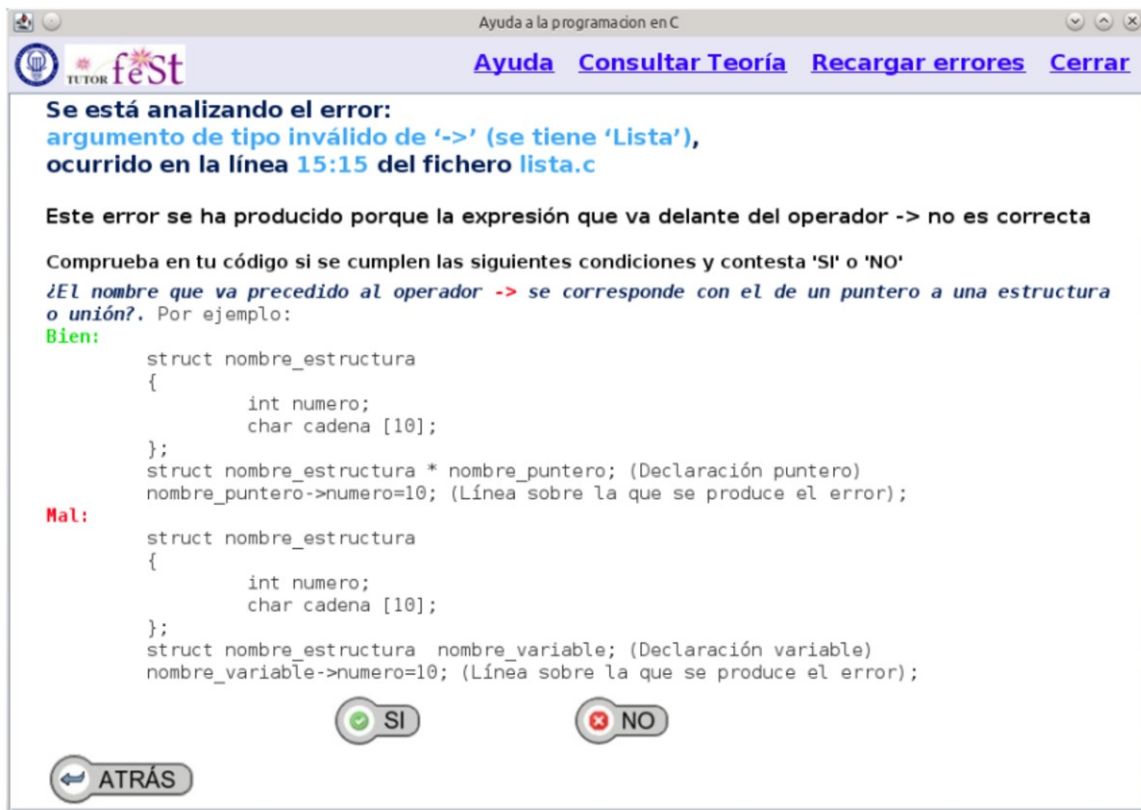 Ayuda a la programacion en C
TUTOR feSt
Ayuda Consultar Teoría Recargar errores Cerrar
Se está analizando el error:
argumento de tipo inválido de ‘->’ (se tiene ‘Lista’),
ocurrido en la línea 15:15 del fichero lista.c
Este error se ha producido porque la expresión que va delante del operador -> no es correcta
Comprueba en tu código si se cumplen las siguientes condiciones y contesta 'SI' o 'NO'
¿El nombre que va precedido al operador -> se corresponde con el de un puntero a una estructura
o unión?. Por ejemplo:
Bien:
struct nombre_estructura
{
int numero;
char cadena [10];
};
struct nombre_estructura * nombre_puntero; (Declaración puntero)
nombre_puntero->numero=10; (Línea sobre la que se produce el error);
Mal:
struct nombre_estructura
{
int numero;
char cadena [10];
};
struct nombre_estructura  nombre_variable; (Declaración variable)
nombre_variable->numero=10; (Línea sobre la que se produce el error);
SI NO
ATRÁS